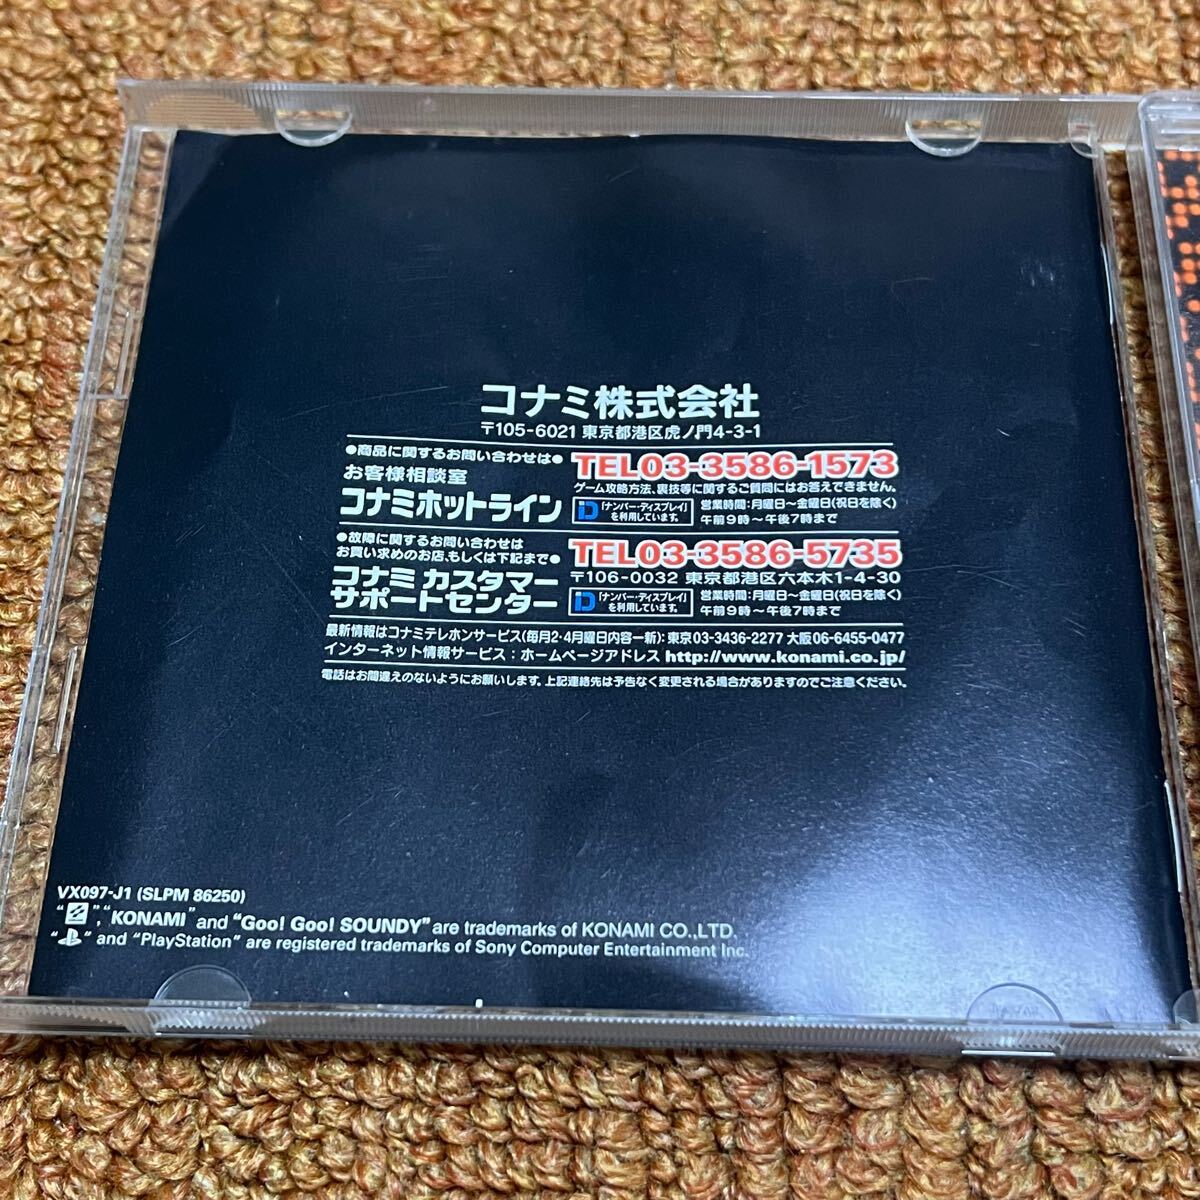 コナミ株式会社
〒105-6021 東京都港区虎ノ門4-3-1
●商品に関するお問い合わせは●
お客様相談室
コナミホットライン
TEL03-3586-1573
ゲーム攻略方法、裏技等に関するご質問にはお答えできません。
「ナンバー・ディスプレイ」
を利用しています。
営業時間:月曜日〜金曜日(祝日を除く)
午前9時〜午後7時まで
●故障に関するお問い合わせは
お買い求めのお店、もしくは下記まで●
コナミ カスタマー
サポートセンター
TEL03-3586-5735
〒106-0032 東京都港区六本木1-4-30
「ナンバー・ディスプレイ」
を利用しています。
営業時間:月曜日〜金曜日(祝日を除く)
午前9時〜午後7時まで
最新情報はコナミテレホンサービス(毎月2・4月曜日内容一新):東京03-3436-2277 大阪06-6455-0477
インターネット情報サービス:ホームページアドレス http://www.konami.co.jp/
電話はお間違えのないようにお願いします。上記連絡先は予告なく変更される場合がありますのでご注意ください。
VX097-J1 (SLPM 86250)
“ ”, “KONAMI” and “Goo! Goo! SOUNDY” are trademarks of KONAMI CO.,LTD.
“ ” and “PlayStation” are registered trademarks of Sony Computer Entertainment Inc.